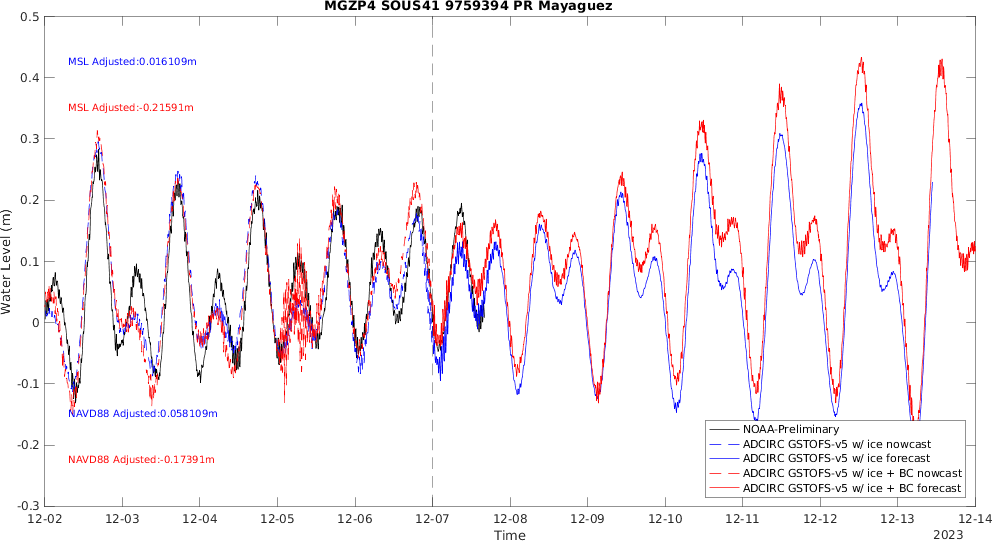 MGZP4 SOUS41 9759394 PR Mayaguez
0.5
0.4
0.3
0.2
0.1
0
-0.1
-0.2
-0.3
Water Level (m)
MSL Adjusted:0.016109m
MSL Adjusted:-0.21591m
NAVD88 Adjusted:0.058109m
NAVD88 Adjusted:-0.17391m
NOAA-Preliminary
ADCIRC GSTOFS-v5 w/ ice nowcast
ADCIRC GSTOFS-v5 w/ ice forecast
ADCIRC GSTOFS-v5 w/ ice + BC nowcast
ADCIRC GSTOFS-v5 w/ ice + BC forecast
12-02 12-03 12-04 12-05 12-06 12-07 12-08 12-09 12-10 12-11 12-12 12-13 12-14
Time
2023